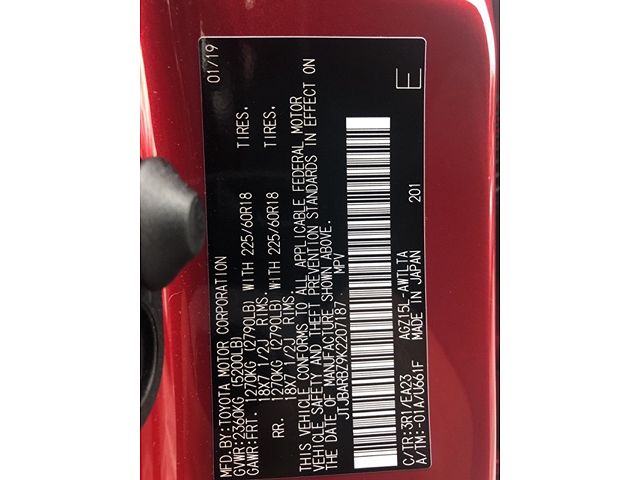 MFD.BY:TOYOTA MOTOR CORPORATION 01/19
GVWR:2360KG (5200LB)
GAWR:FRT. 1270KG (2790LB) WITH 225/60R18 TIRES.
18X7 1/2J RIMS.
RR. 1270KG (2790LB) WITH 225/60R18 TIRES.
18X7 1/2J RIMS.
THIS VEHICLE CONFORMS TO ALL APPLICABLE FEDERAL MOTOR
VEHICLE SAFETY AND THEFT PREVENTION STANDARDS IN EFFECT ON
THE DATE OF MANUFACTURE SHOWN ABOVE.
JTJBARBZ9K2207187 MPV
C/TR:3R1/EA23 AGZ15L-AWTLTA
A/TM:-01A/U661F MADE IN JAPAN 201
E